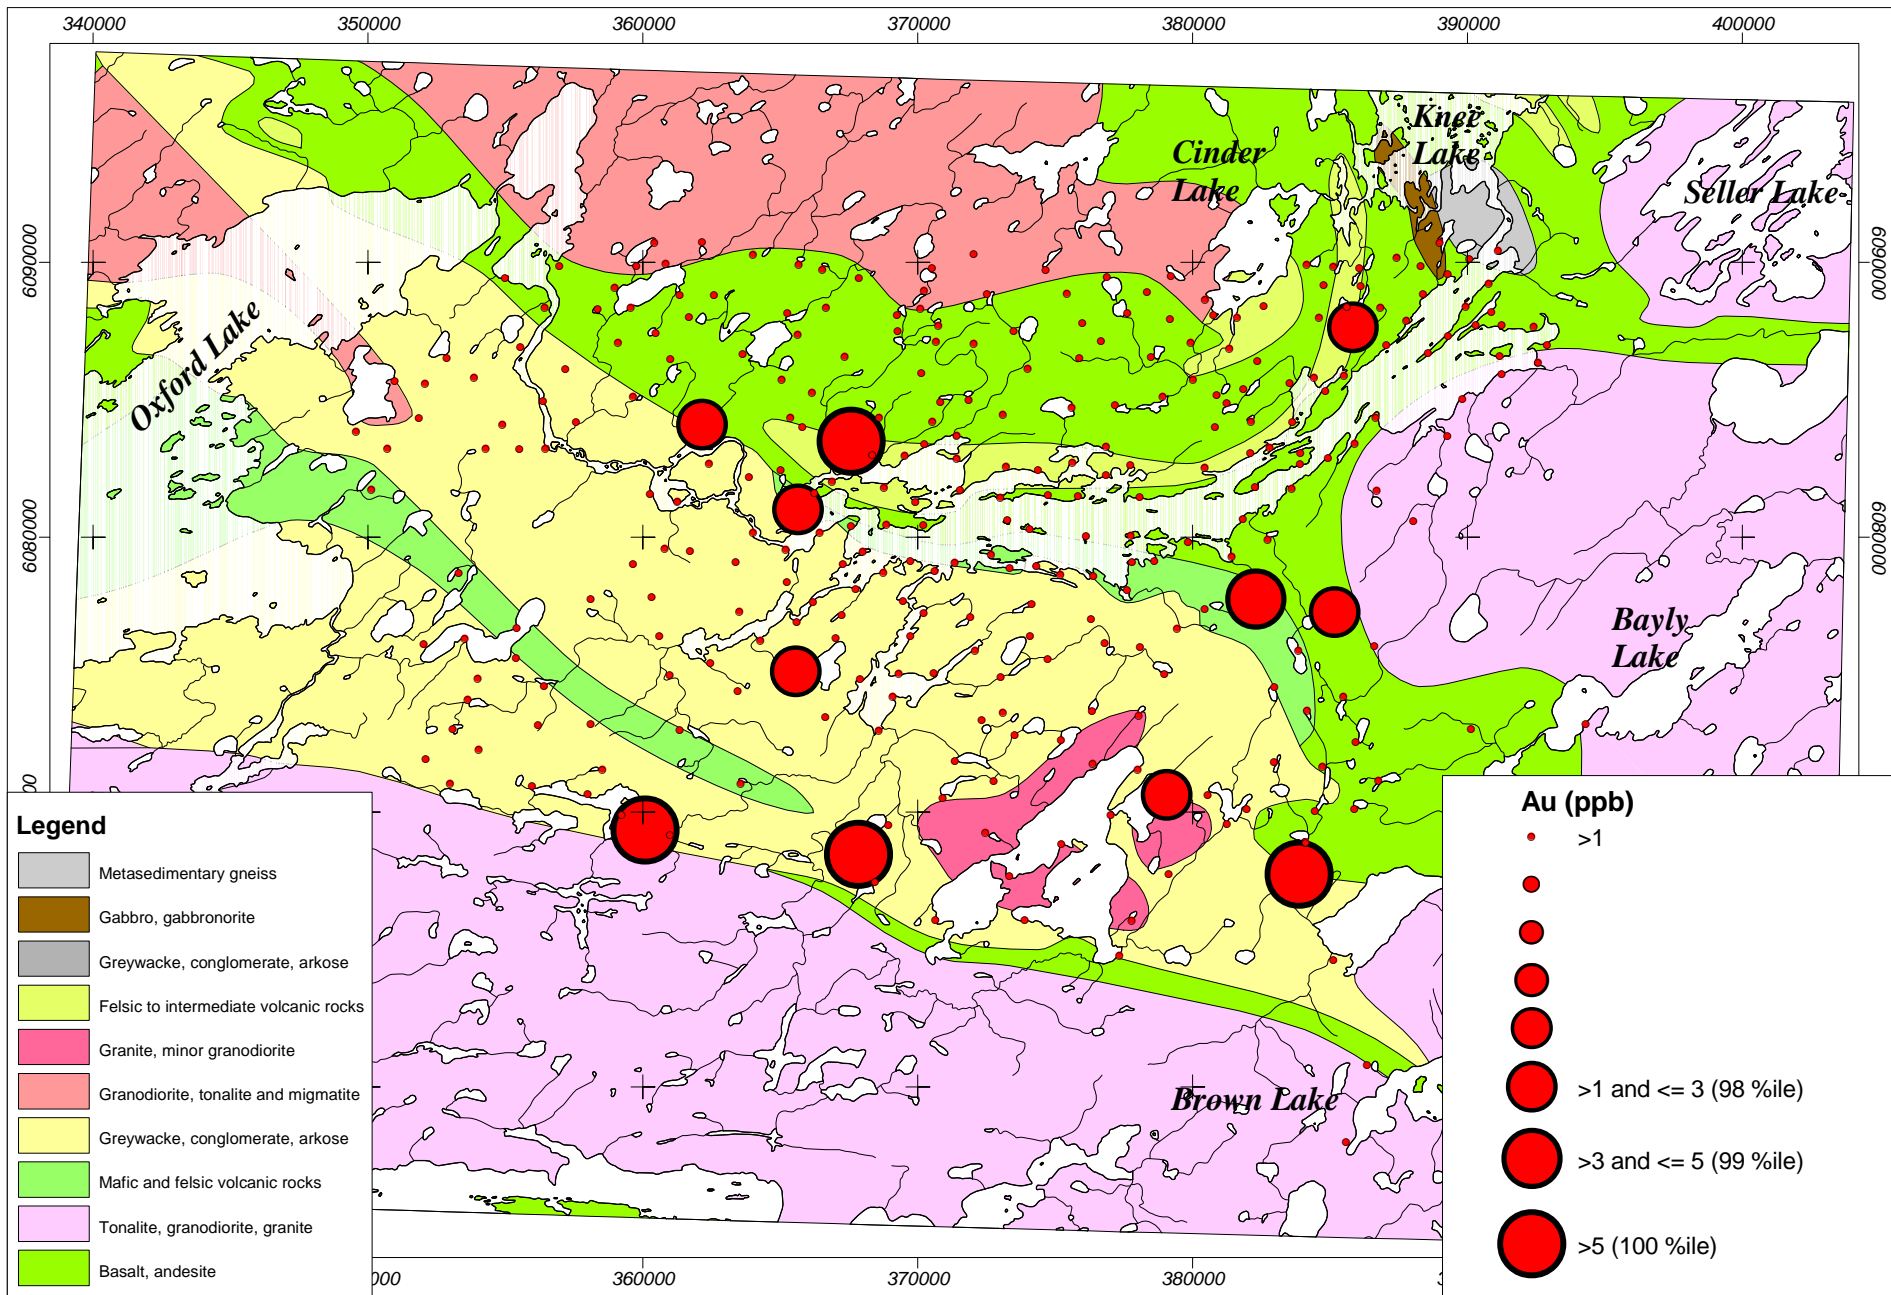 340000 350000 360000 370000 380000 390000 400000
Knee
Lake
Cinder
Lake
Seller Lake
6090000 6090000
Oxford Lake
6080000 6080000
Bayly
Lake
00
Brown Lake
Legend
Metasedimentary gneiss
Gabbro, gabbronorite
Greywacke, conglomerate, arkose
Felsic to intermediate volcanic rocks
Granite, minor granodiorite
Granodiorite, tonalite and migmatite
Greywacke, conglomerate, arkose
Mafic and felsic volcanic rocks
Tonalite, granodiorite, granite
Basalt, andesite
Au (ppb)
>1
>1 and <= 3 (98 %ile)
>3 and <= 5 (99 %ile)
>5 (100 %ile)
000 360000 370000 380000